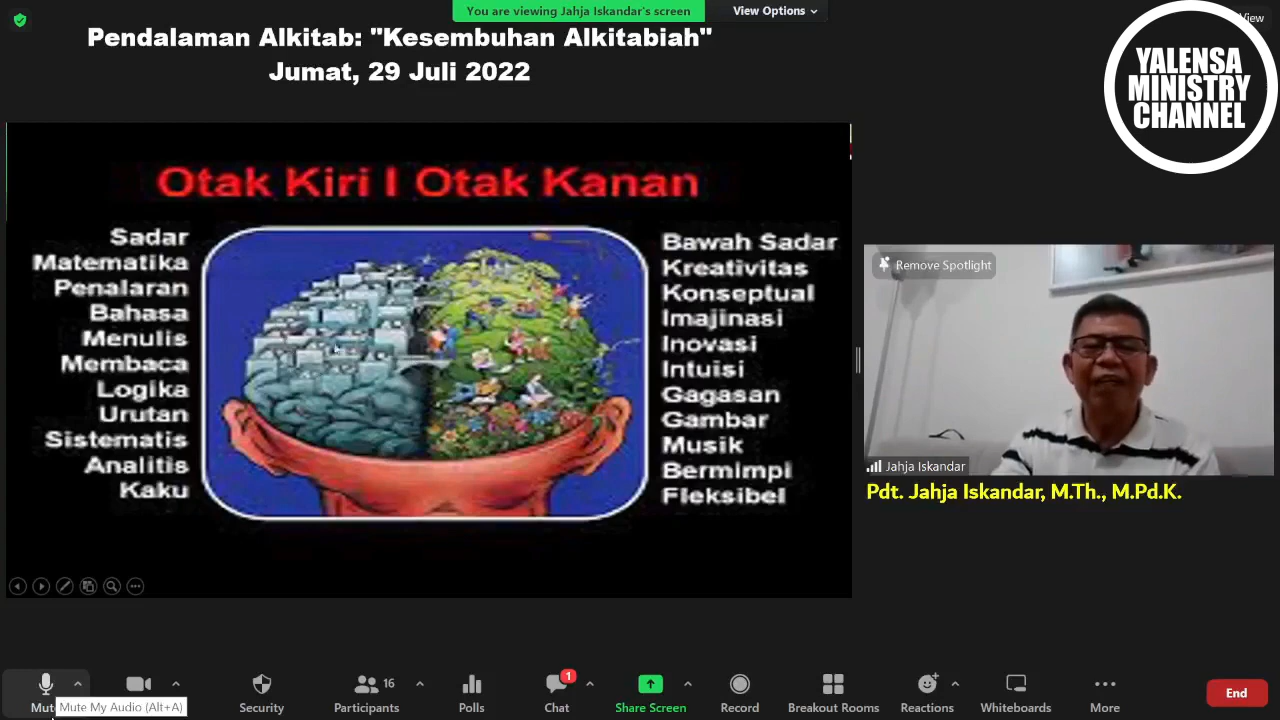 You are viewing Jahja Iskandar's screen
View Options
View
Pendalaman Alkitab: "Kesembuhan Alkitabiah"
Jumat, 29 Juli 2022
YALENSA
MINISTRY
CHANNEL
Otak Kiri I Otak Kanan
Sadar
Matematika
Penalaran
Bahasa
Menulis
Membaca
Logika
Urutan
Sistematis
Analitis
Kaku
Bawah Sadar
Kreativitas
Konseptual
Imajinasi
Inovasi
Intuisi
Gagasan
Gambar
Musik
Bermimpi
Fleksibel
Remove Spotlight
Jahja Iskandar
Pdt. Jahja Iskandar, M.Th., M.Pd.K.
Mute
Mute My Audio (Alt+A)
Security
16
Participants
Polls
1
Chat
Share Screen
Record
Breakout Rooms
Reactions
Whiteboards
More
End